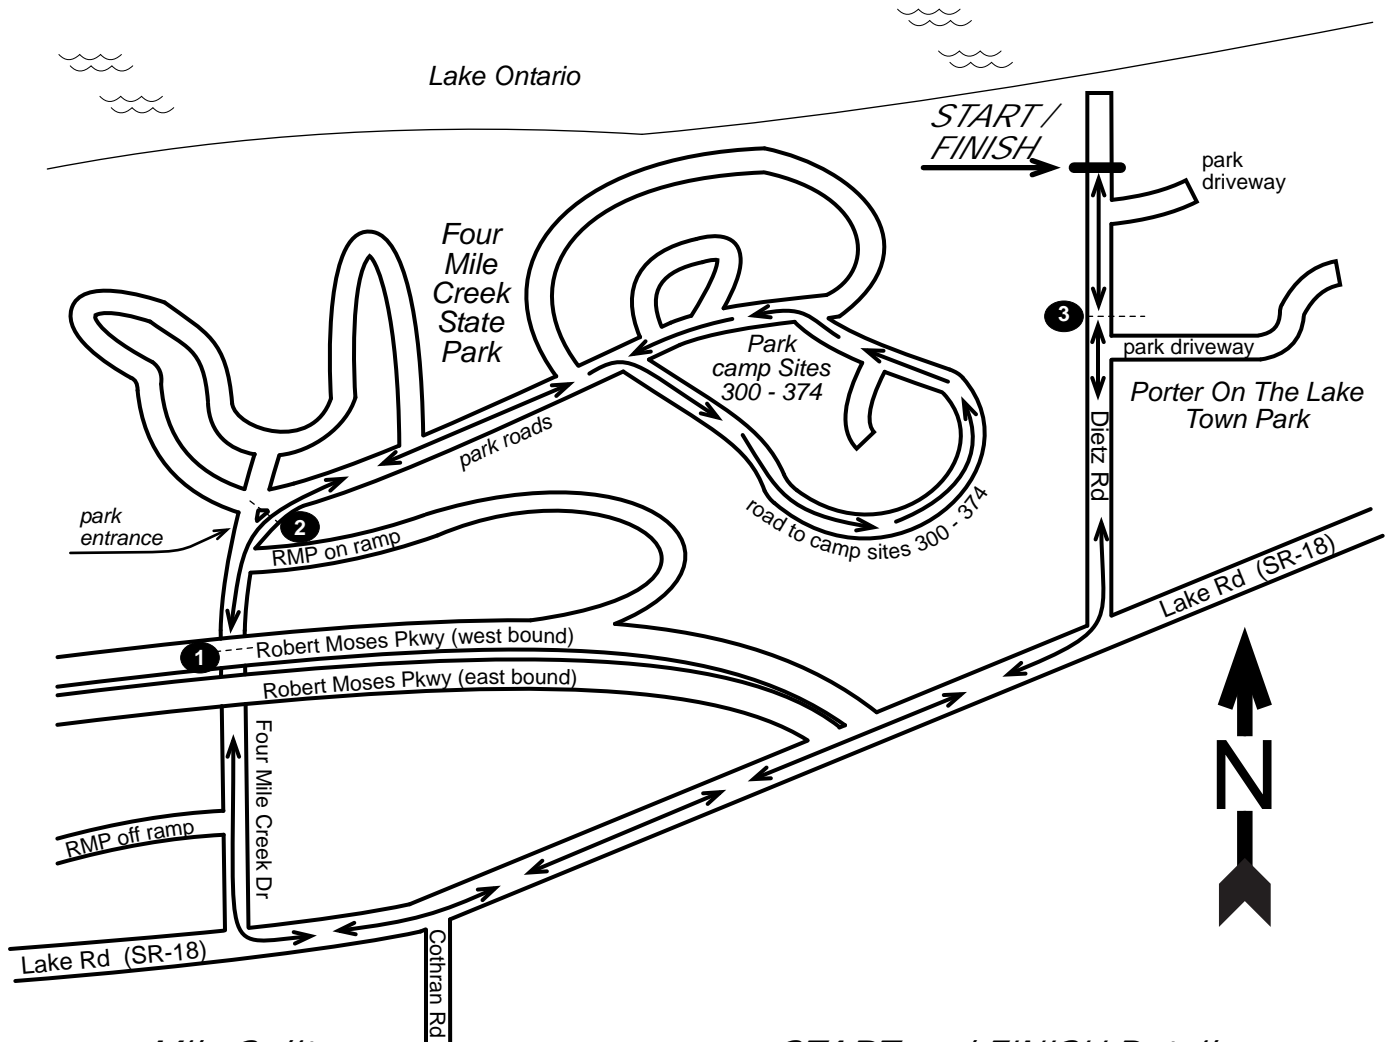 Lake Ontario
START /
FINISH
park
driveway
Four
Mile
Creek
State
Park
3
park driveway
Park
camp Sites
300 - 374
Porter On The Lake
Town Park
Dietz Rd
park roads
road to camp sites 300 - 374
park
entrance
2
RMP on ramp
Lake Rd (SR-18)
1
Robert Moses Pkwy (west bound)
Robert Moses Pkwy (east bound)
Four Mile Creek Dr
N
RMP off ramp
Lake Rd (SR-18)
Cothran Rd